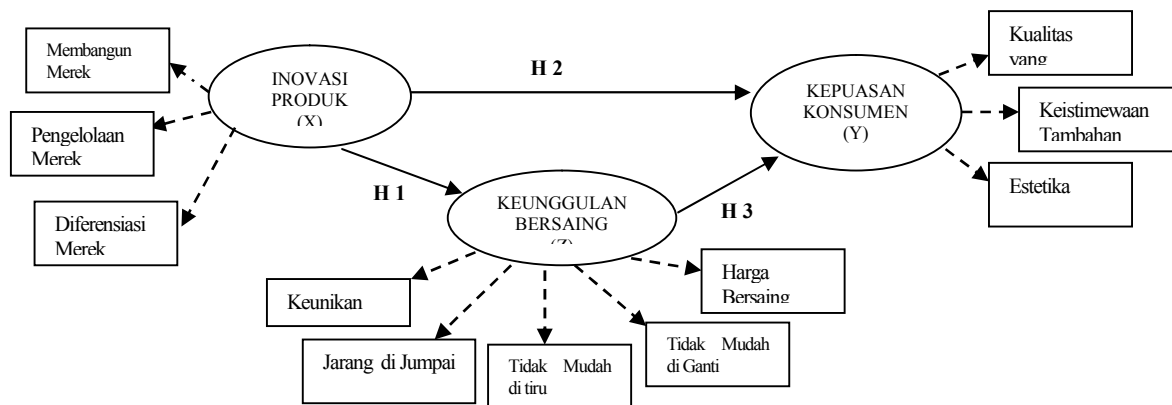 Membangun
Merek
Pengelolaan
Merek
Diferensiasi
Merek
INOVASI
PRODUK
(X)
H 2
H 1
KEUNGGULAN
BERSAING
(Z)
H 3
KEPUASAN
KONSUMEN
(Y)
Kualitas
yang
Keistimewaan
Tambahan
Estetika
Keunikan
Jarang di Jumpai
Tidak Mudah
di tiru
Tidak Mudah
di Ganti
Harga
Bersaing